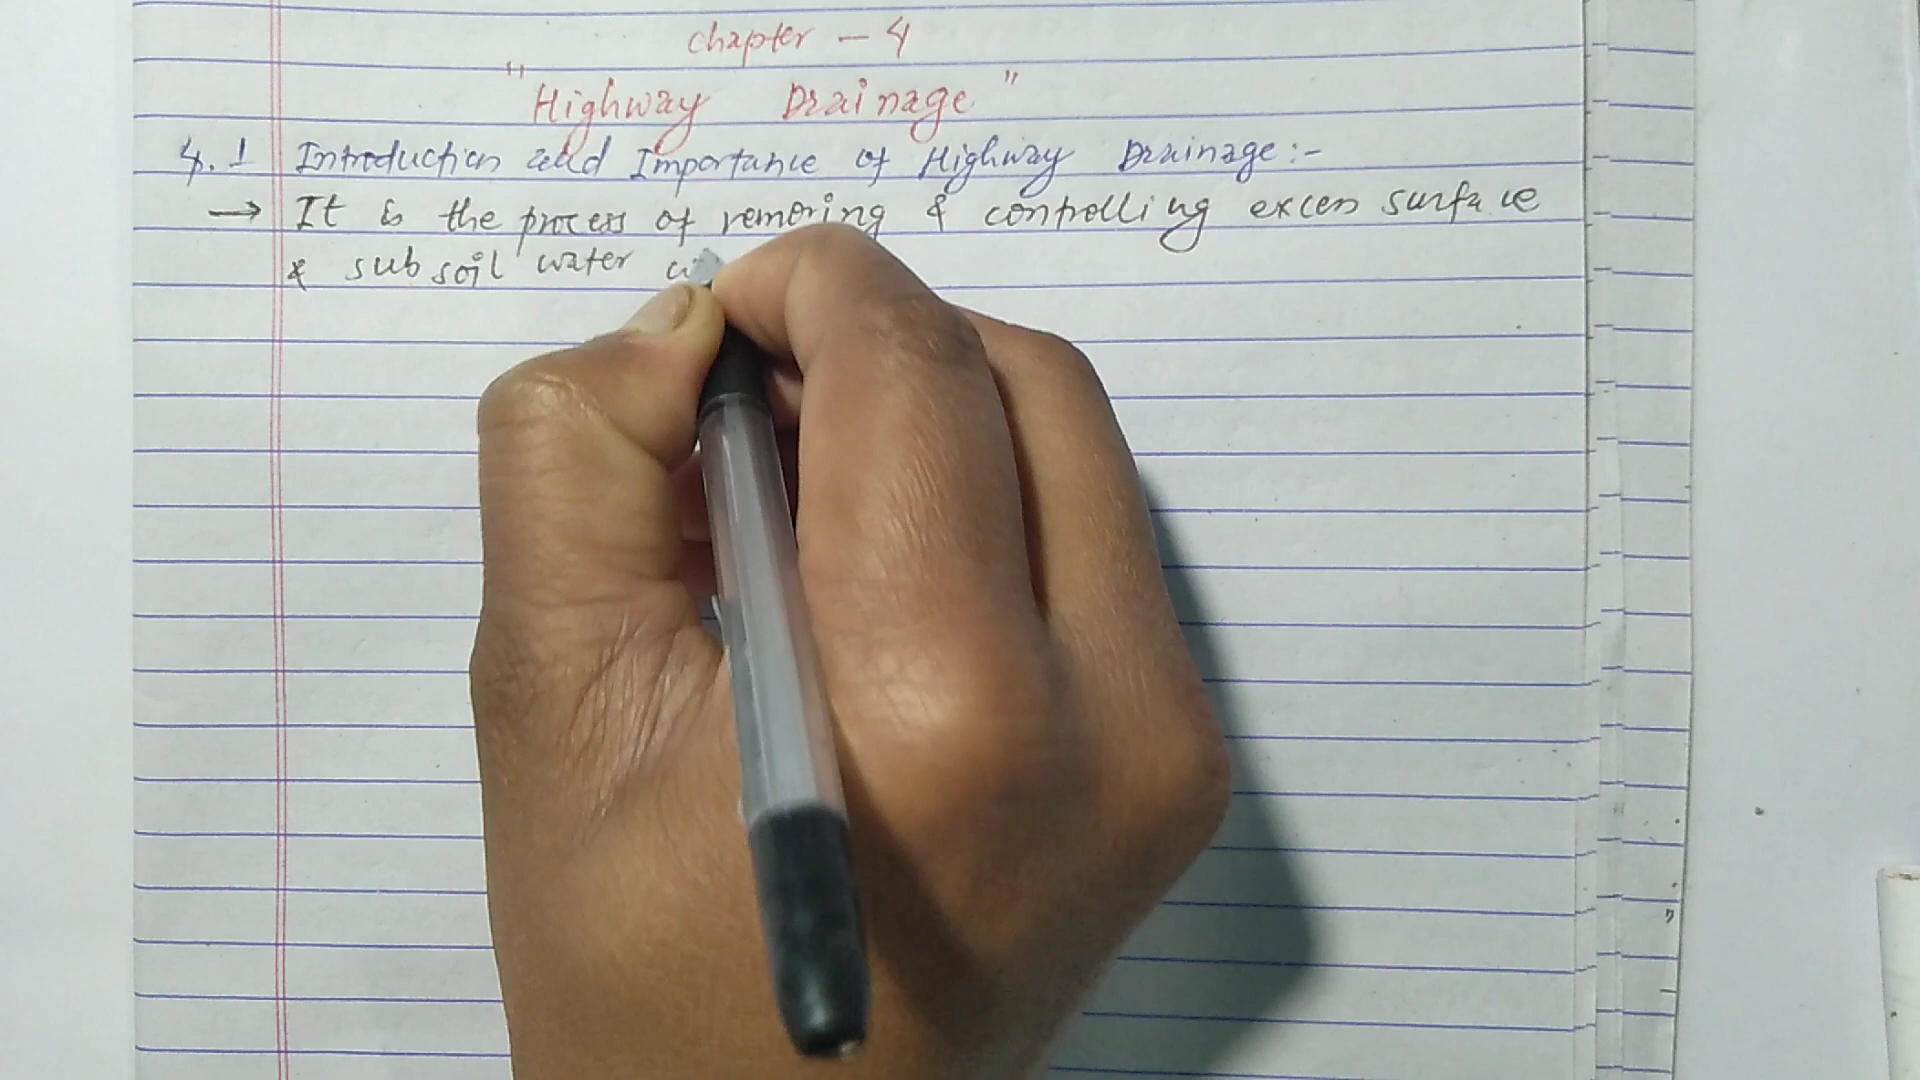 chapter - 4
"Highway Drainage"
4.1 Introduction and Importance of Highway Drainage:-
→ It is the process of removing & controlling excess surface
& sub soil water